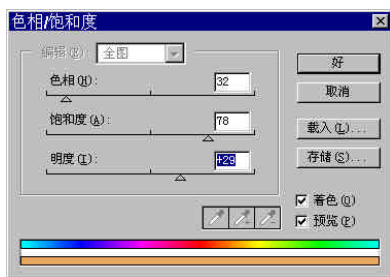 色相/饱和度
编辑(E): 全图
好
色相(H): 32
取消
饱和度(A): 78
载入(L)...
明度(I): +29
存储(S)...
着色(O)
预览(P)